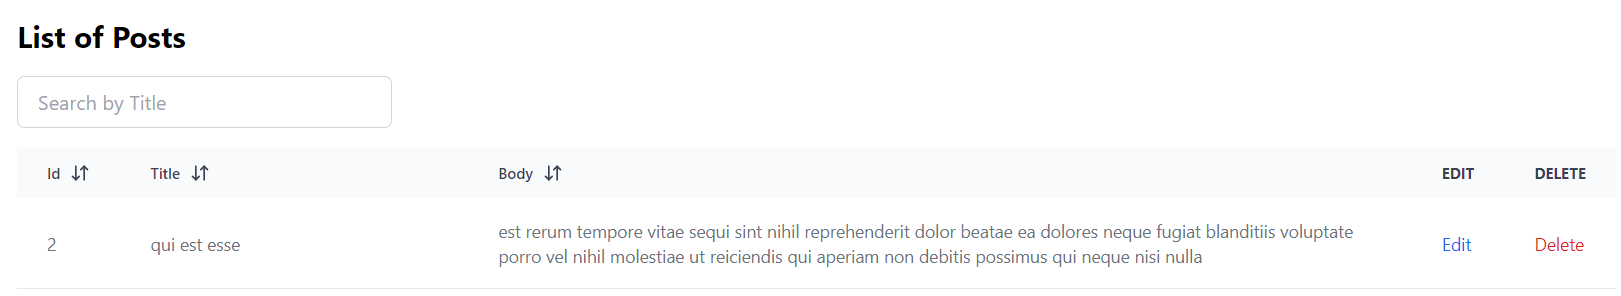 List of Posts
Search by Title
Id Title Body EDIT DELETE
2 qui est esse est rerum tempore vitae sequi sint nihil reprehenderit dolor beatae ea dolores neque fugiat blanditiis voluptate Edit Delete
porro vel nihil molestiae ut reiciendis qui aperiam non debitis possimus qui neque nisi nulla